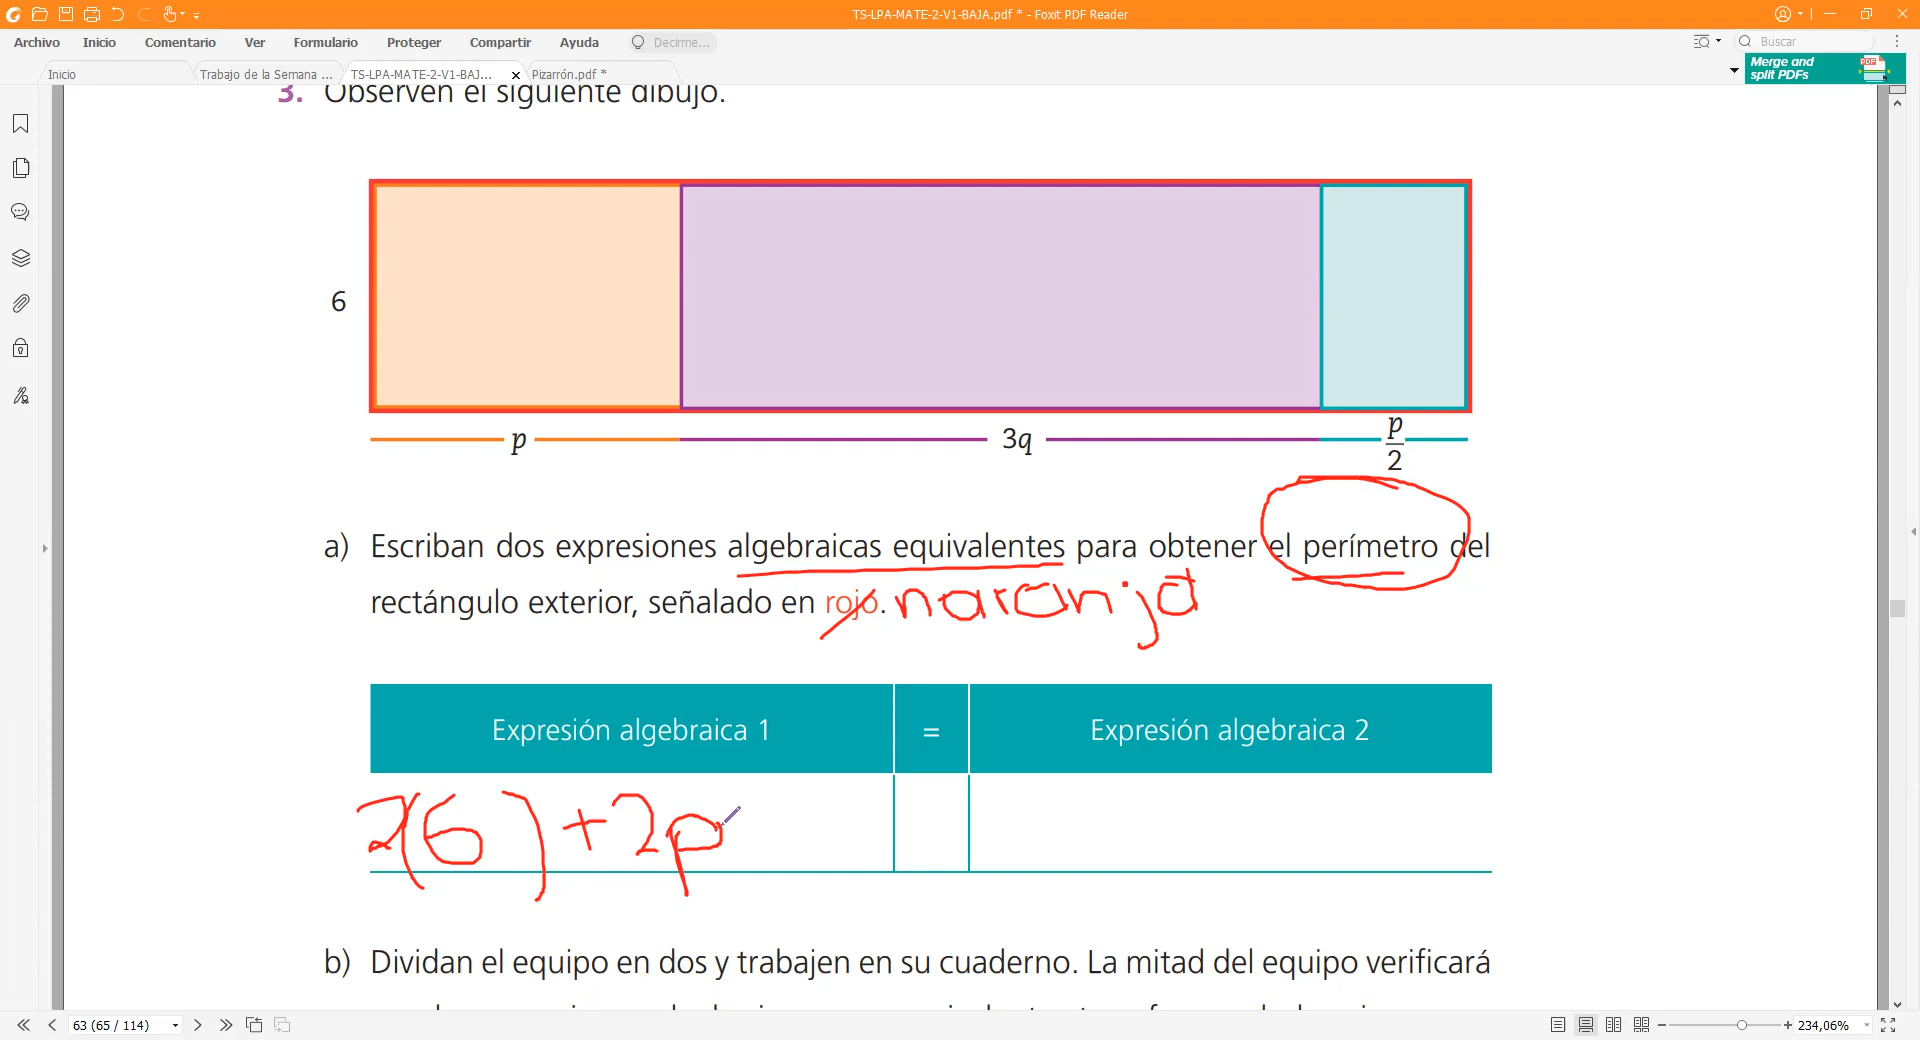 TS-LPA-MATE-2-V1-BAJA.pdf * - Foxit PDF Reader
Archivo Inicio Comentario Ver Formulario Proteger Compartir Ayuda Decirme... Buscar
Inicio Trabajo de la Semana ... TS-LPA-MATE-2-V1-BAJ... Pizarrón.pdf * Merge and split PDFs PDF
3. Observen el siguiente dibujo.
6
p 3q p/2
a) Escriban dos expresiones algebraicas equivalentes para obtener el perímetro del
rectángulo exterior, señalado en rojo. naranja
Expresión algebraica 1 = Expresión algebraica 2
2(6) + 2p
b) Dividan el equipo en dos y trabajen en su cuaderno. La mitad del equipo verificará
63 (65 / 114) 234,06%